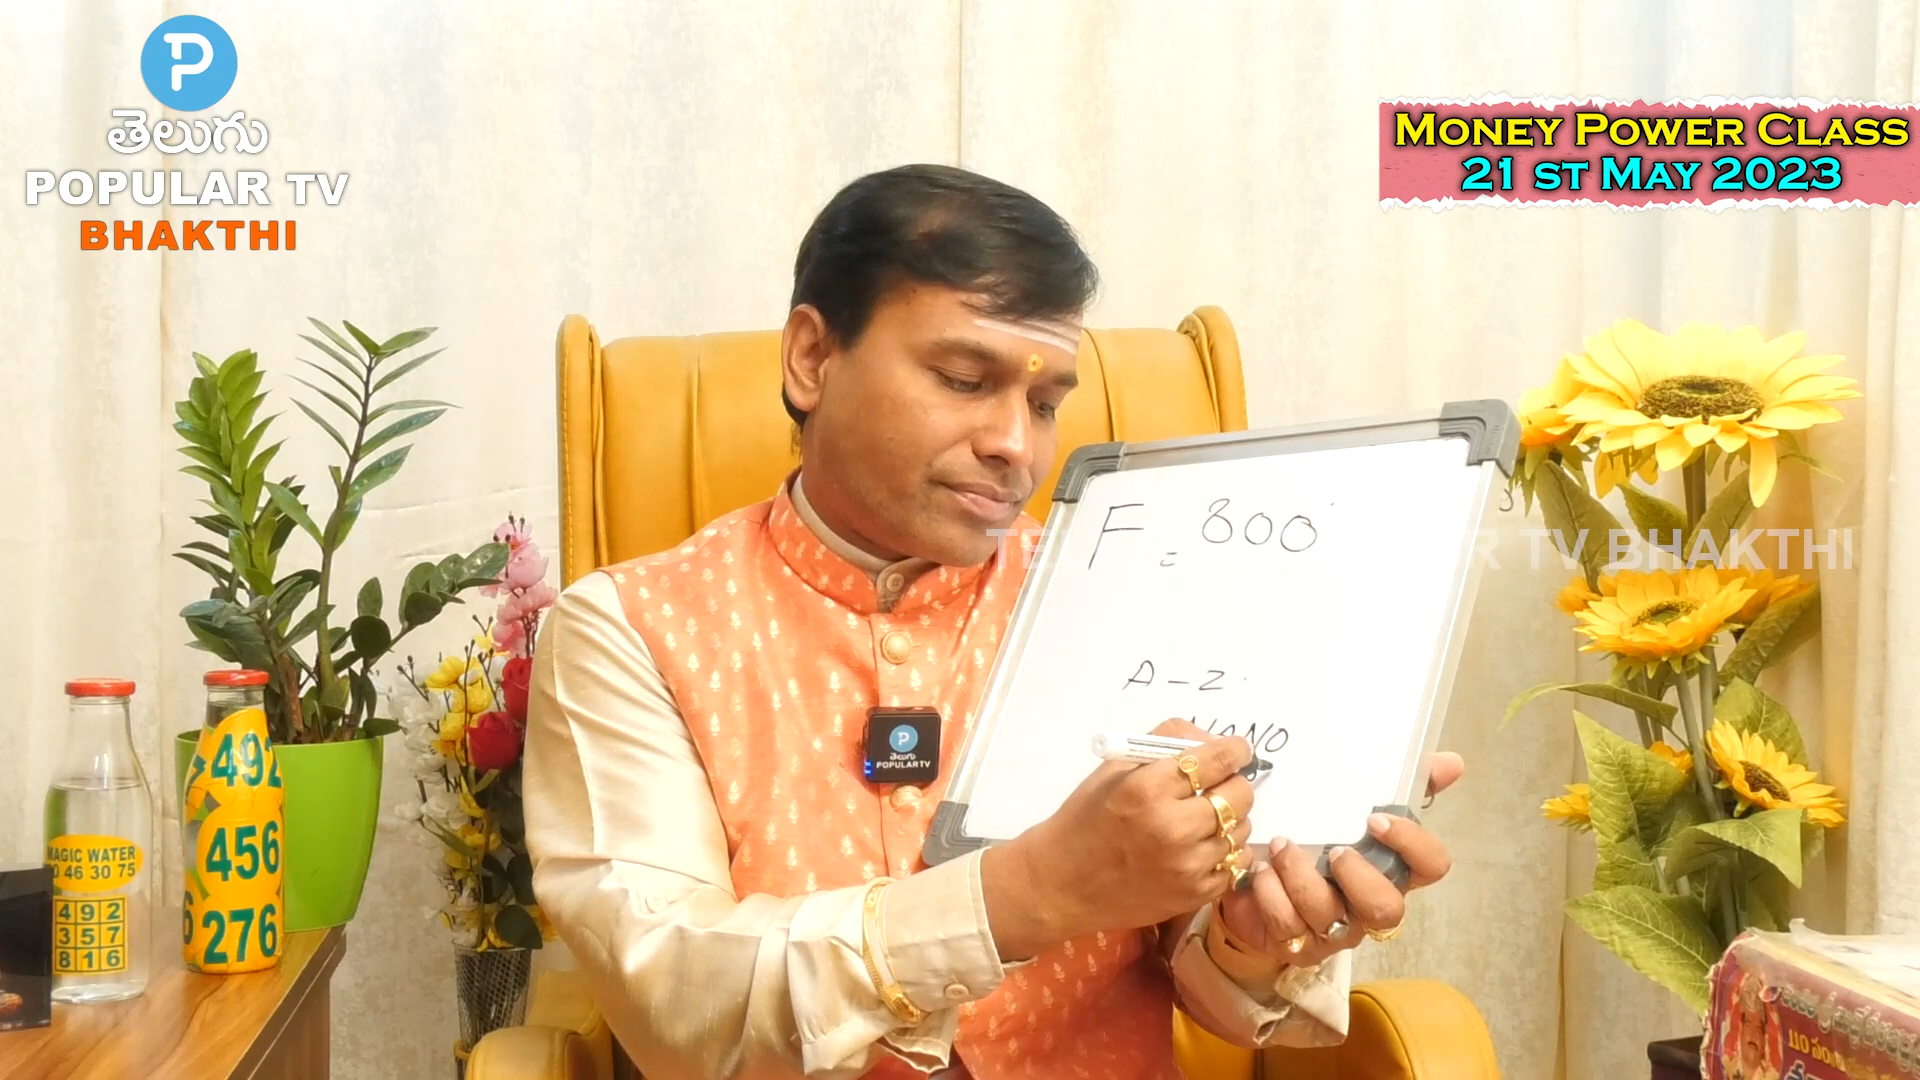 P
తెలుగు
POPULAR TV
BHAKTHI
MONEY POWER CLASS
21 ST MAY 2023
F = 800
A - Z
NANO
TV BHAKTHI
P
తెలుగు
POPULAR TV
MAGIC WATER
46 30 75
4 9 2
3 5 7
8 1 6
492
456
276
110